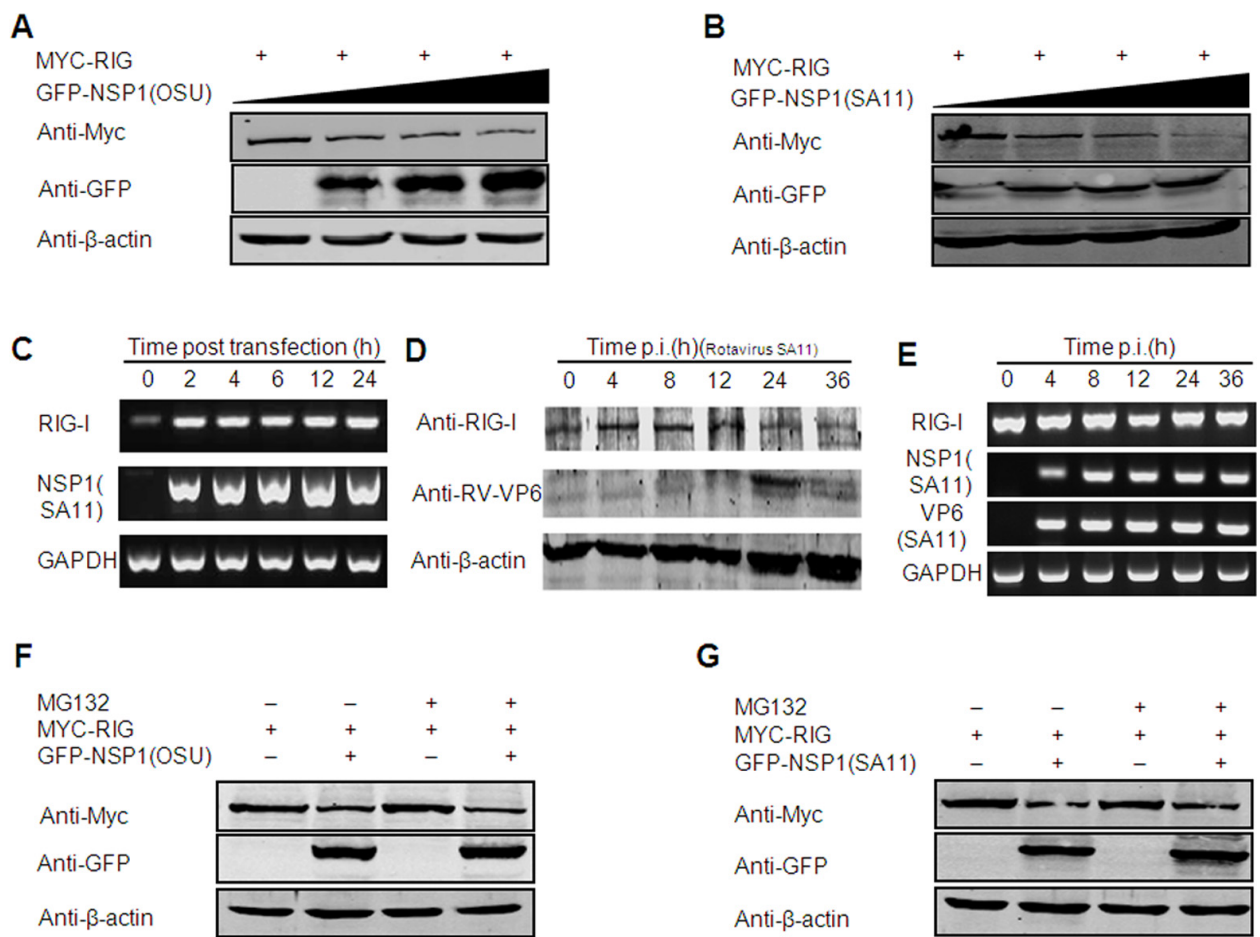 A
MYC-RIG + + + +
GFP-NSP1(OSU)
Anti-Myc
Anti-GFP
Anti-β-actin
B
MYC-RIG + + + +
GFP-NSP1(SA11)
Anti-Myc
Anti-GFP
Anti-β-actin
C
Time post transfection (h)
0 2 4 6 12 24
RIG-I
NSP1(
SA11)
GAPDH
D
Time p.i.(h)(Rotavirus SA11)
0 4 8 12 24 36
Anti-RIG-I
Anti-RV-VP6
Anti-β-actin
E
Time p.i.(h)
0 4 8 12 24 36
RIG-I
NSP1(
SA11)
VP6
(SA11)
GAPDH
F
MG132 – – + +
MYC-RIG + + + +
GFP-NSP1(OSU) – + – +
Anti-Myc
Anti-GFP
Anti-β-actin
G
MG132 – – + +
MYC-RIG + + + +
GFP-NSP1(SA11) – + – +
Anti-Myc
Anti-GFP
Anti-β-actin